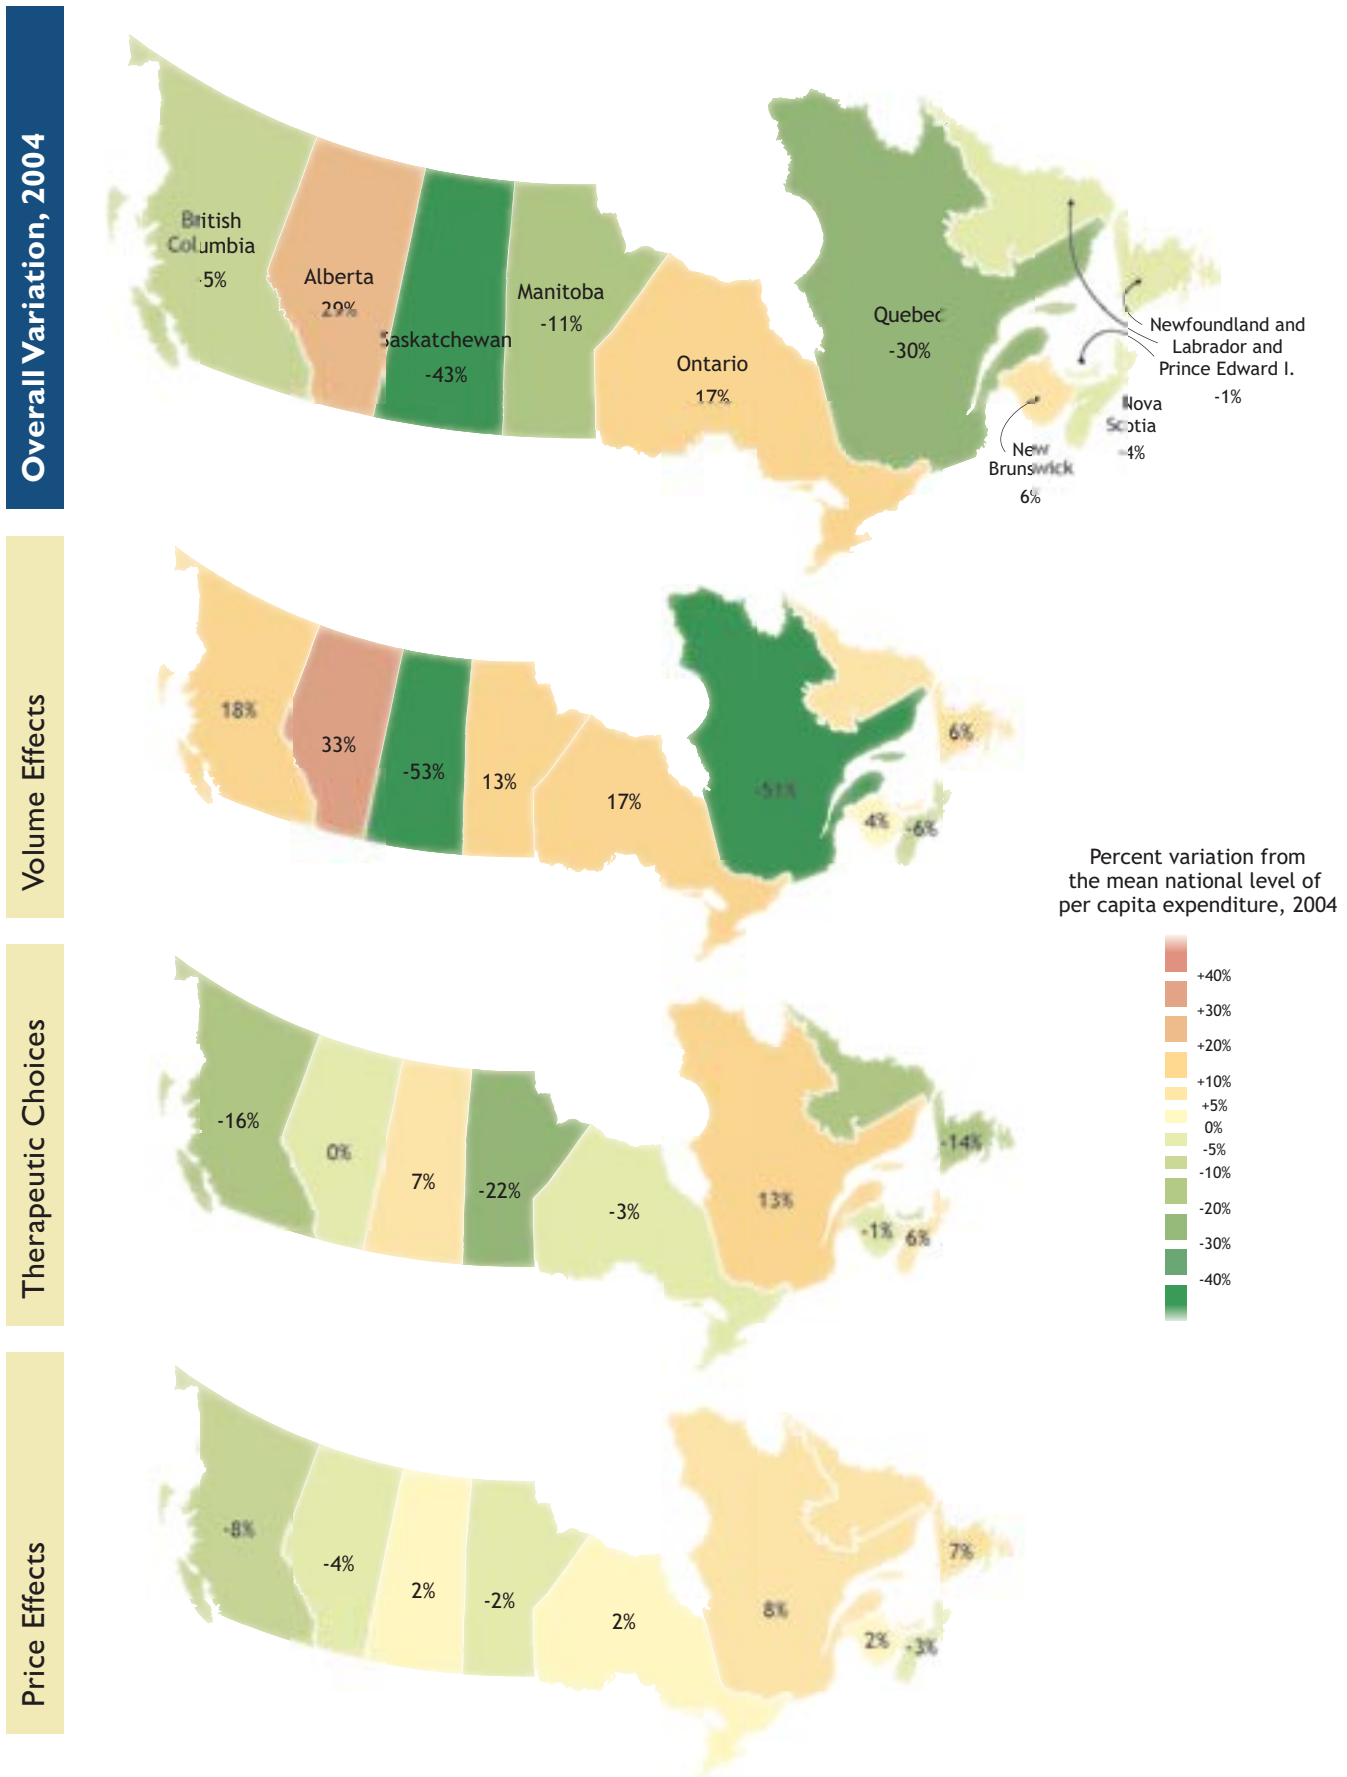 Overall Variation, 2004
British
Columbia
-5%
Alberta
29%
Saskatchewan
-43%
Manitoba
-11%
Ontario
17%
Quebec
-30%
Newfoundland and
Labrador and
Prince Edward I.
-1%
Nova
Scotia
-4%
New
Brunswick
6%
Volume Effects
18%
33%
-53%
13%
17%
-51%
6%
4%
-6%
Percent variation from
the mean national level of
per capita expenditure, 2004
+40%
+30%
+20%
+10%
+5%
0%
-5%
-10%
-20%
-30%
-40%
Therapeutic Choices
-16%
0%
7%
-22%
-3%
13%
-14%
-1%
6%
Price Effects
-8%
-4%
2%
-2%
2%
8%
7%
2%
-3%